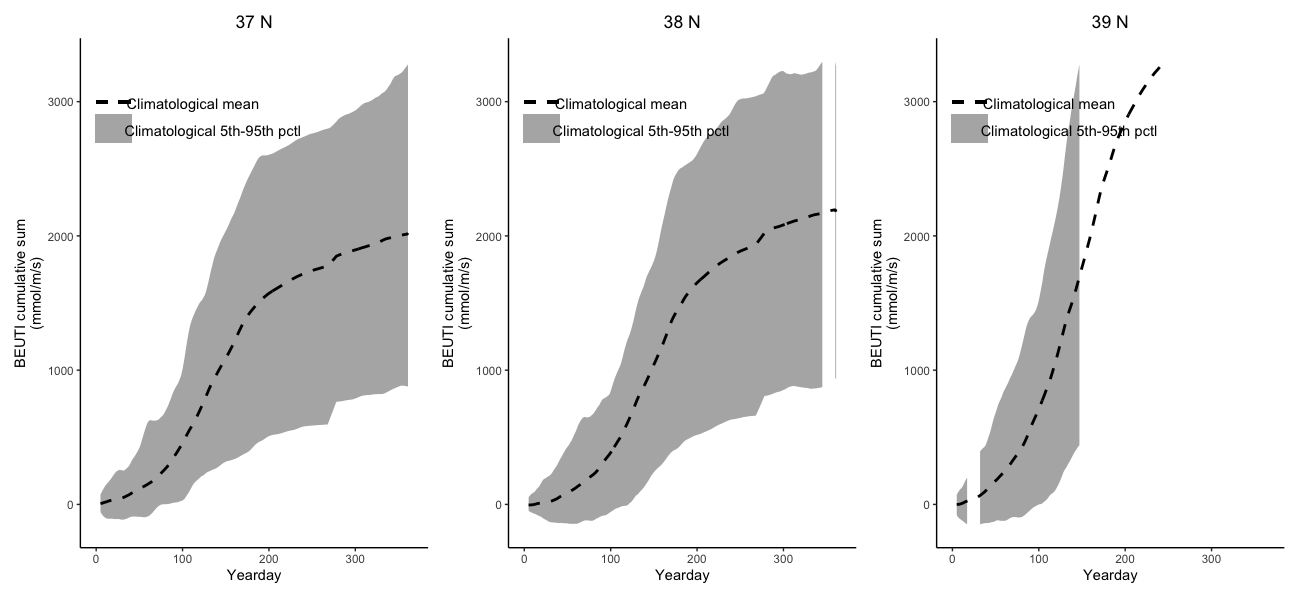 37 N
3000
2000
1000
0
BEUTI cumulative sum
(mmol/m/s)
Climatological mean
Climatological 5th-95th pctl
0
100
200
300
Yearday
38 N
3000
2000
1000
0
BEUTI cumulative sum
(mmol/m/s)
Climatological mean
Climatological 5th-95th pctl
0
100
200
300
Yearday
39 N
3000
2000
1000
0
BEUTI cumulative sum
(mmol/m/s)
Climatological mean
Climatological 5th-95th pctl
0
100
200
300
Yearday